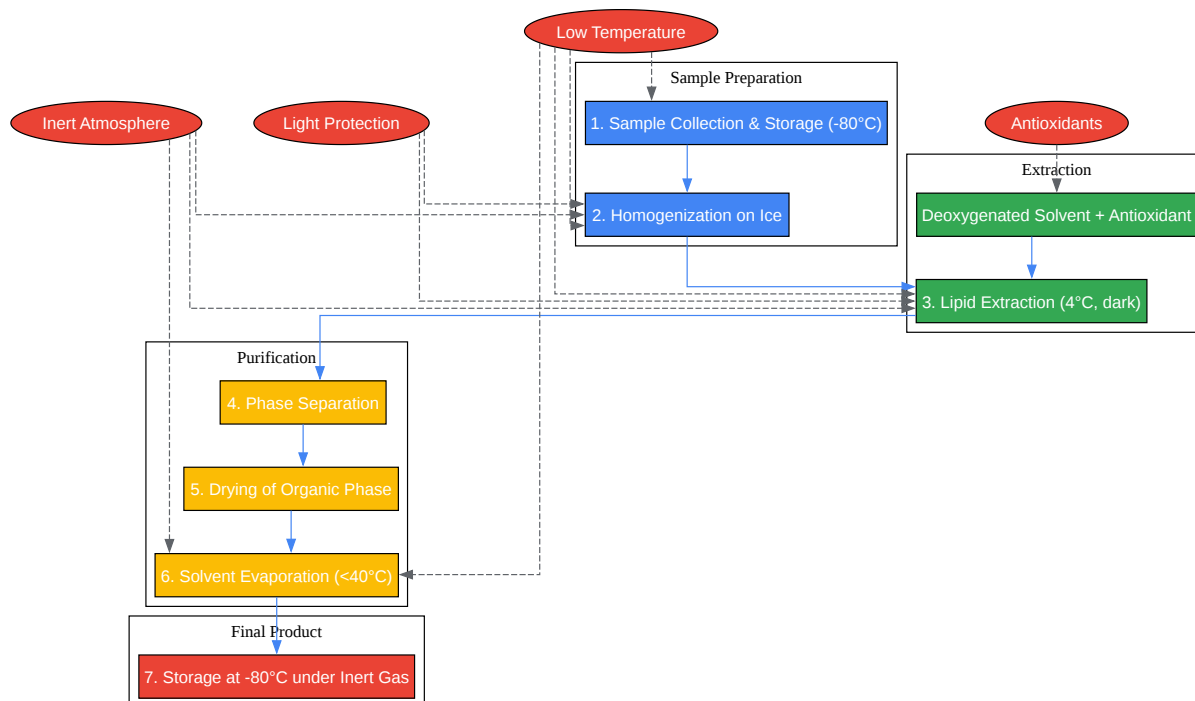 Low Temperature
Sample Preparation
Inert Atmosphere
Light Protection
1. Sample Collection & Storage (-80°C)
Antioxidants
Extraction
2. Homogenization on Ice
Deoxygenated Solvent + Antioxidant
3. Lipid Extraction (4°C, dark)
Purification
4. Phase Separation
5. Drying of Organic Phase
6. Solvent Evaporation (<40°C)
Final Product
7. Storage at -80°C under Inert Gas